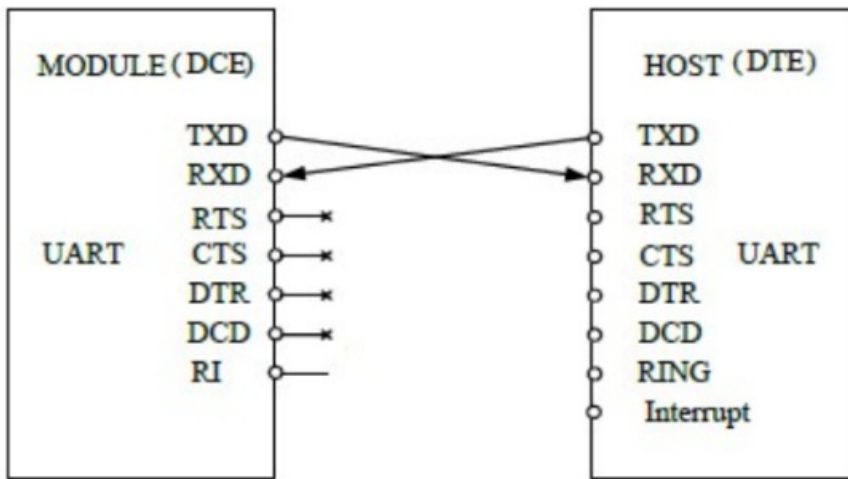 MODULE (DCE)
TXD
RXD
RTS
UART
CTS
DTR
DCD
RI
HOST (DTE)
TXD
RXD
RTS
CTS
UART
DTR
DCD
RING
Interrupt